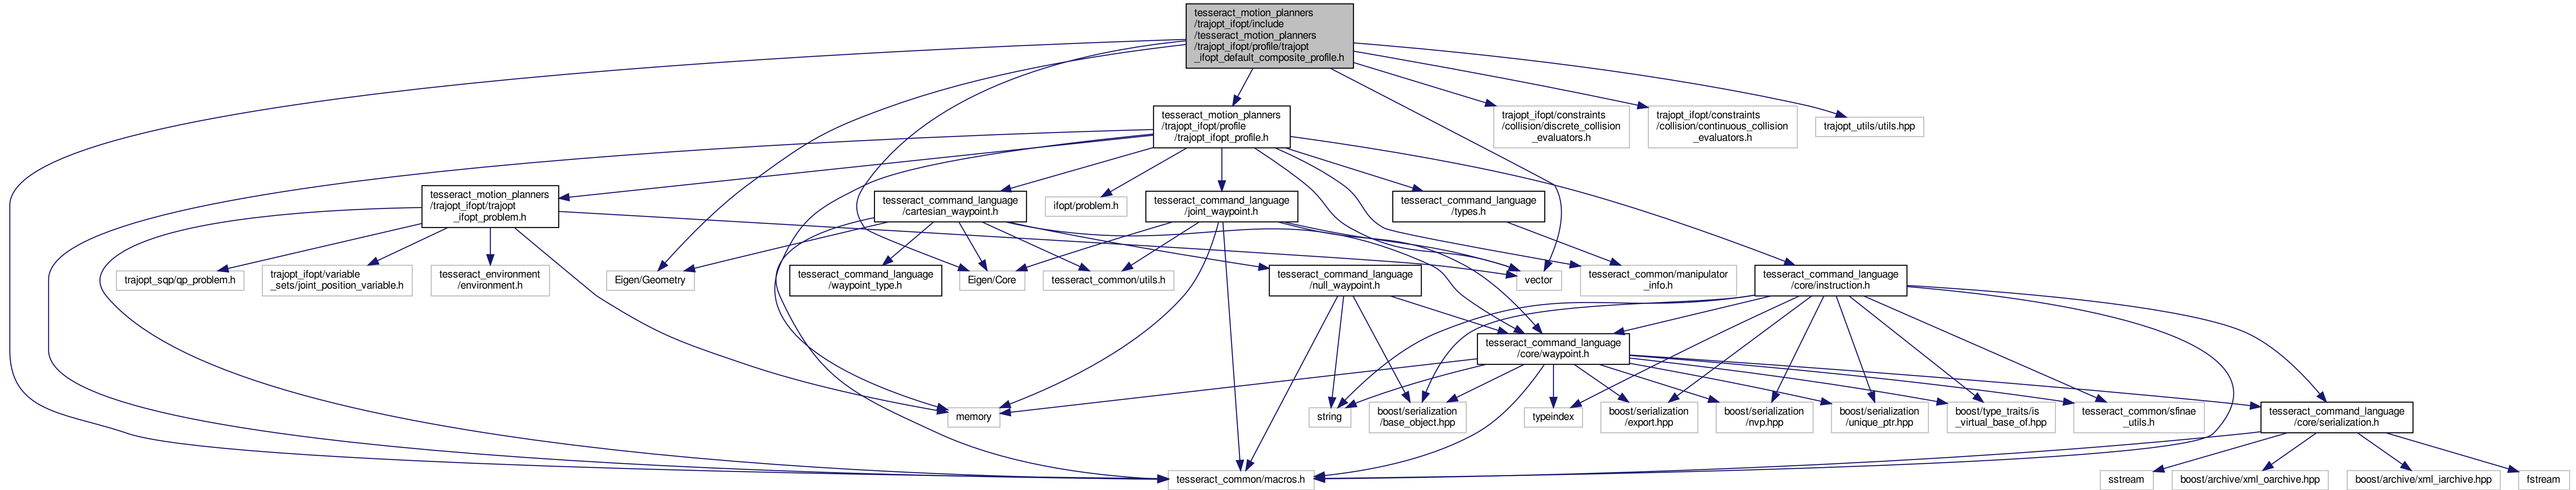 tesseract_motion_planners
/trajopt_ifopt/include
/tesseract_motion_planners
/trajopt_ifopt/profile/trajopt
_ifopt_default_composite_profile.h
tesseract_motion_planners
/trajopt_ifopt/profile
/trajopt_ifopt_profile.h
trajopt_ifopt/constraints
/collision/discrete_collision
_evaluators.h
trajopt_ifopt/constraints
/collision/continuous_collision
_evaluators.h
trajopt_utils/utils.hpp
tesseract_motion_planners
/trajopt_ifopt/trajopt
_ifopt_problem.h
tesseract_command_language
/cartesian_waypoint.h
ifopt/problem.h
tesseract_command_language
/joint_waypoint.h
tesseract_command_language
/types.h
trajopt_sqp/qp_problem.h
trajopt_ifopt/variable
_sets/joint_position_variable.h
tesseract_environment
/environment.h
Eigen/Geometry
tesseract_command_language
/waypoint_type.h
Eigen/Core
tesseract_common/utils.h
tesseract_command_language
/null_waypoint.h
vector
tesseract_common/manipulator
_info.h
tesseract_command_language
/core/instruction.h
tesseract_command_language
/core/waypoint.h
memory
string
boost/serialization
/base_object.hpp
typeindex
boost/serialization
/export.hpp
boost/serialization
/nvp.hpp
boost/serialization
/unique_ptr.hpp
boost/type_traits/is
_virtual_base_of.hpp
tesseract_common/sfinae
_utils.h
tesseract_command_language
/core/serialization.h
tesseract_common/macros.h
sstream
boost/archive/xml_oarchive.hpp
boost/archive/xml_iarchive.hpp
fstream